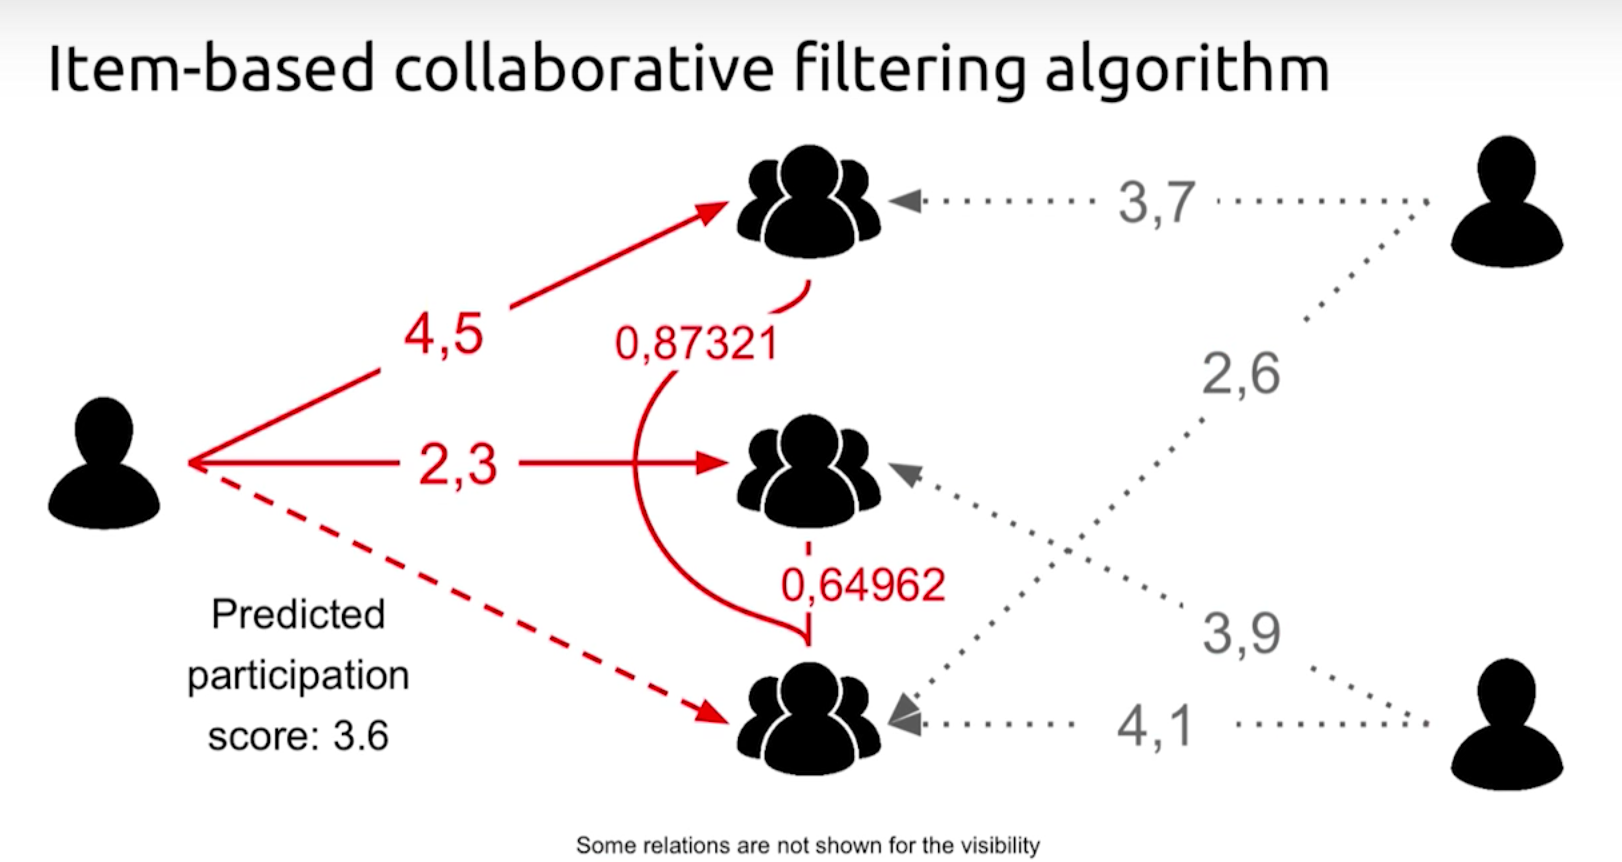 Item-based collaborative filtering algorithm
3,7
4,5
0,87321
2,6
2,3
0,64962
Predicted
participation
score: 3.6
3,9
4,1
Some relations are not shown for the visibility